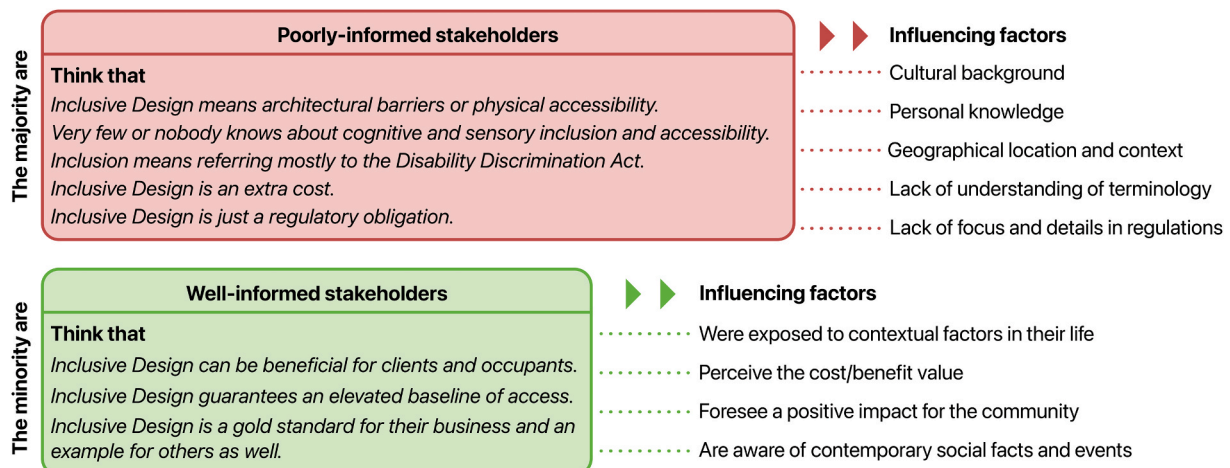 The majority are
Poorly-informed stakeholders
Think that
Inclusive Design means architectural barriers or physical accessibility.
Very few or nobody knows about cognitive and sensory inclusion and accessibility.
Inclusion means referring mostly to the Disability Discrimination Act.
Inclusive Design is an extra cost.
Inclusive Design is just a regulatory obligation.
Influencing factors
Cultural background
Personal knowledge
Geographical location and context
Lack of understanding of terminology
Lack of focus and details in regulations
The minority are
Well-informed stakeholders
Think that
Inclusive Design can be beneficial for clients and occupants.
Inclusive Design guarantees an elevated baseline of access.
Inclusive Design is a gold standard for their business and an
example for others as well.
Influencing factors
Were exposed to contextual factors in their life
Perceive the cost/benefit value
Foresee a positive impact for the community
Are aware of contemporary social facts and events